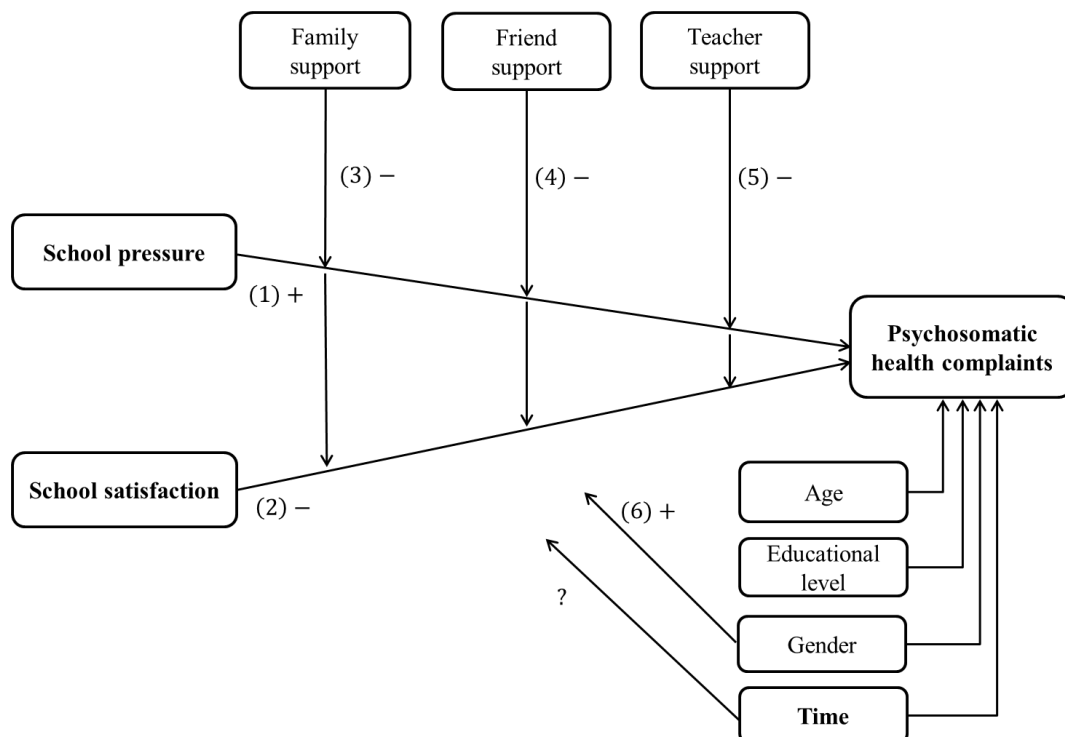 Family
support
Friend
support
Teacher
support
(3) −
(4) −
(5) −
School pressure
(1) +
Psychosomatic
health complaints
School satisfaction
(2) −
(6) +
Age
Educational
level
?
Gender
Time